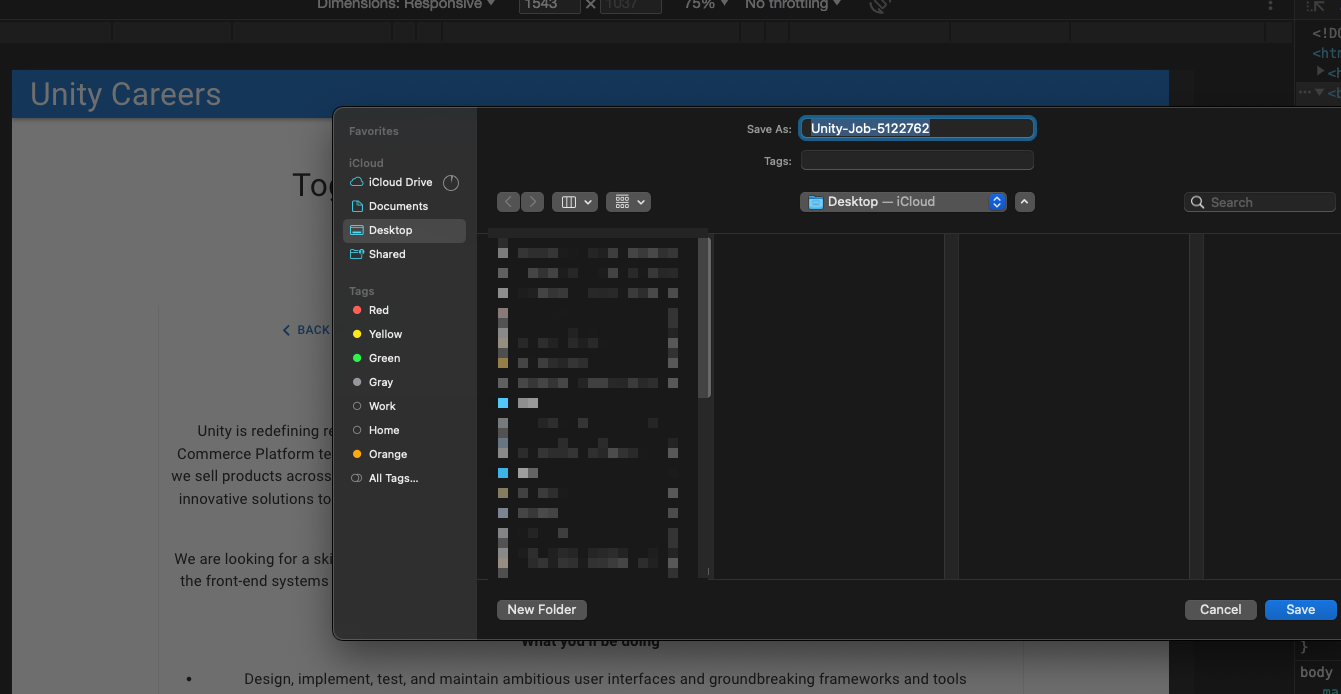 Dimensions: Responsive 1543 × 1037 75% No throttling
<!DO
<htm
<h
<b
Unity Careers
Tog
BACK
Unity is redefining re
Commerce Platform te
we sell products across
innovative solutions to
We are looking for a ski
the front-end systems
What you'll be doing
• Design, implement, test, and maintain ambitious user interfaces and groundbreaking frameworks and tools
Favorites
iCloud
iCloud Drive
Documents
Desktop
Shared
Tags
Red
Yellow
Green
Gray
Work
Home
Orange
All Tags...
Save As: Unity-Job-5122762
Tags:
Desktop — iCloud
Search
New Folder
Cancel
Save
}
body
ma